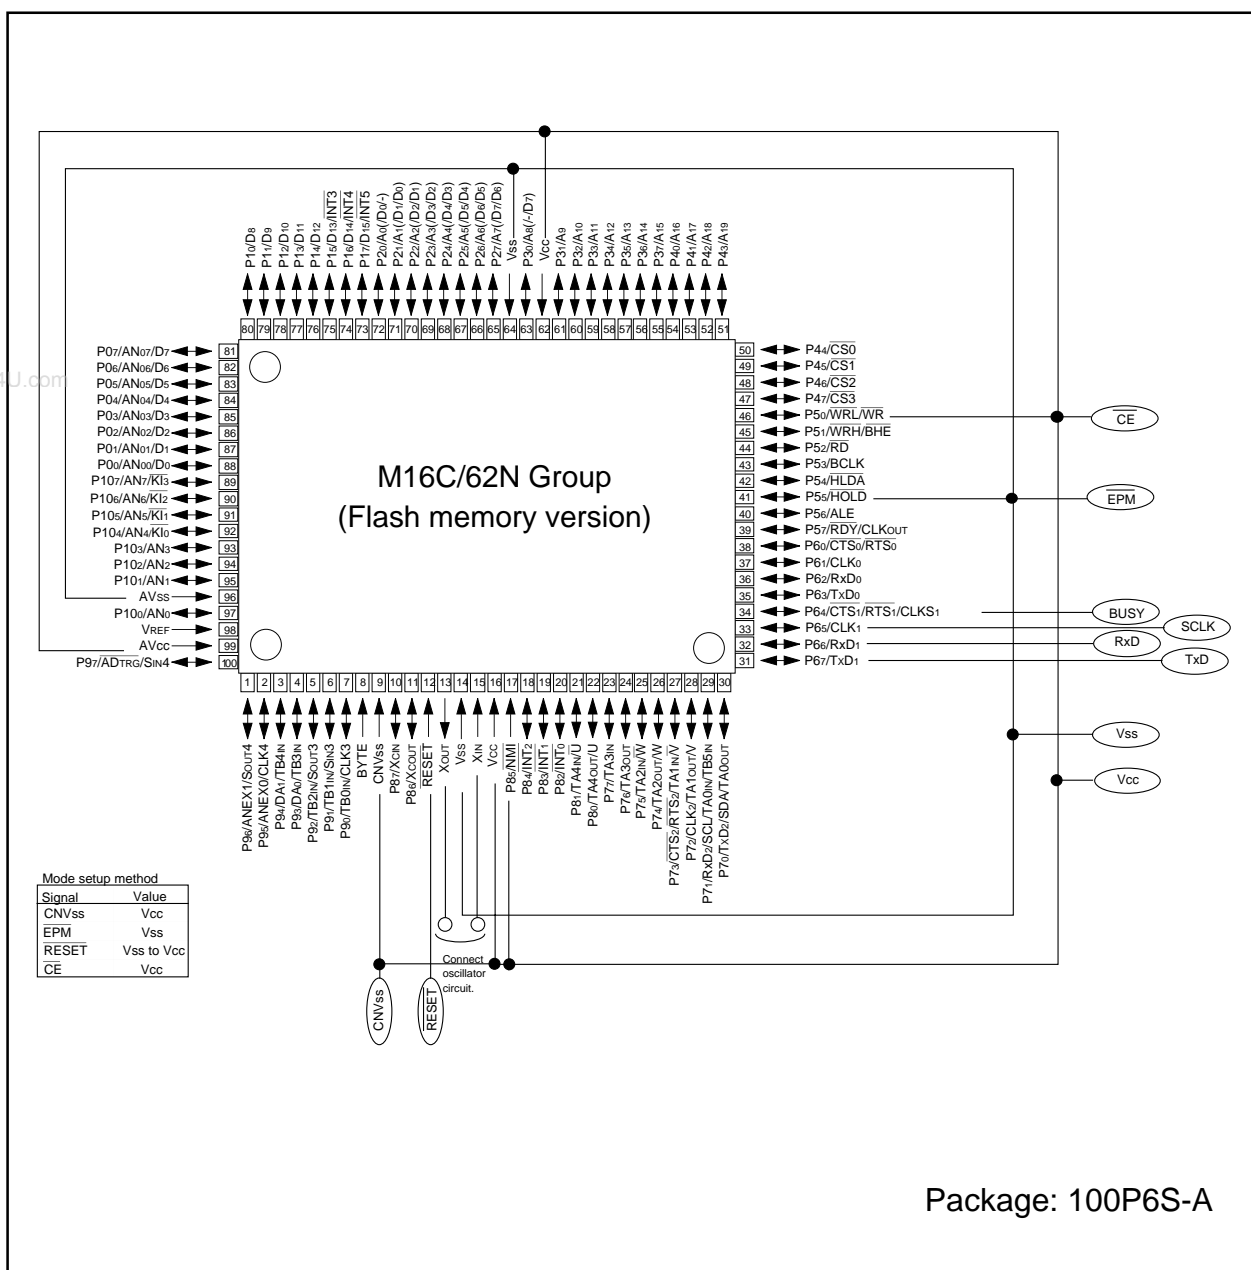 P10/D8
P11/D9
P12/D10
P13/D11
P14/D12
P15/D13/INT3
P16/D14/INT4
P17/D15/INT5
P20/A0(/D0/-)
P21/A1(/D1/D0)
P22/A2(/D2/D1)
P23/A3(/D3/D2)
P24/A4(/D4/D3)
P25/A5(/D5/D4)
P26/A6(/D6/D5)
P27/A7(/D7/D6)
Vss
P30/A8(/-/D7)
Vcc
P31/A9
P32/A10
P33/A11
P34/A12
P35/A13
P36/A14
P37/A15
P40/A16
P41/A17
P42/A18
P43/A19
80 79 78 77 76 75 74 73 72 71 70 69 68 67 66 65 64 63 62 61 60 59 58 57 56 55 54 53 52 51
4U.com
P07/AN07/D7 81
P06/AN06/D6 82
P05/AN05/D5 83
P04/AN04/D4 84
P03/AN03/D3 85
P02/AN02/D2 86
P01/AN01/D1 87
P00/AN00/D0 88
P107/AN7/KI3 89
P106/AN6/KI2 90
P105/AN5/KI1 91
P104/AN4/KI0 92
P103/AN3 93
P102/AN2 94
P101/AN1 95
AVss 96
P100/AN0 97
VREF 98
AVcc 99
P97/ADTRG/SIN4 100
M16C/62N Group
(Flash memory version)
50 P44/CS0
49 P45/CS1
48 P46/CS2
47 P47/CS3
46 P50/WRL/WR
45 P51/WRH/BHE
44 P52/RD
43 P53/BCLK
42 P54/HLDA
41 P55/HOLD
40 P56/ALE
39 P57/RDY/CLKOUT
38 P60/CTS0/RTS0
37 P61/CLK0
36 P62/RxD0
35 P63/TxD0
34 P64/CTS1/RTS1/CLKS1
33 P65/CLK1
32 P66/RxD1
31 P67/TxD1
CE
EPM
BUSY
SCLK
RxD
TxD
Vss
Vcc
1 2 3 4 5 6 7 8 9 10 11 12 13 14 15 16 17 18 19 20 21 22 23 24 25 26 27 28 29 30
P96/ANEX1/SOUT4
P95/ANEX0/CLK4
P94/DA1/TB4IN
P93/DA0/TB3IN
P92/TB2IN/SOUT3
P91/TB1IN/SIN3
P90/TB0IN/CLK3
BYTE
CNVss
P87/XCIN
P86/XCOUT
RESET
XOUT
Vss
XIN
Vcc
P85/NMI
P84/INT2
P83/INT1
P82/INT0
P81/TA4IN/U
P80/TA4OUT/U
P77/TA3IN
P76/TA3OUT
P75/TA2IN/W
P74/TA2OUT/W
P73/CTS2/RTS2/TA1IN/V
P72/CLK2/TA1OUT/V
P71/RxD2/SCL/TA0IN/TB5IN
P70/TxD2/SDA/TA0OUT
Mode setup method
Signal Value
CNVss Vcc
EPM Vss
RESET Vss to Vcc
CE Vcc
Connect
oscillator
circuit.
CNVss
RESET
Package: 100P6S-A